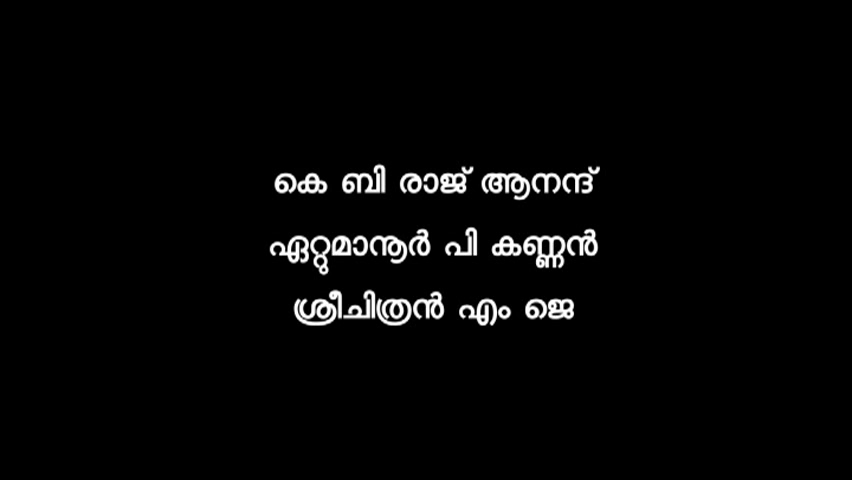 കെ ബി രാജ് ആനന്ദ്
ഏറ്റുമാനൂർ പി കണ്ണൻ
ശ്രീചിത്രൻ എം ജെ